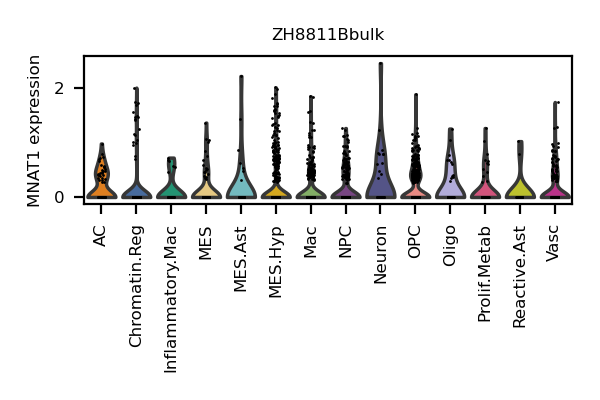 ZH8811Bbulk
MNAT1 expression
2
0
AC
Chromatin.Reg
Inflammatory.Mac
MES
MES.Ast
MES.Hyp
Mac
NPC
Neuron
OPC
Oligo
Prolif.Metab
Reactive.Ast
Vasc